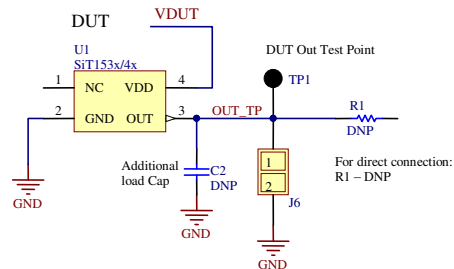 DUT
VDUT
U1
SiT153x/4x
1
NC
VDD
4
2
GND
OUT
3
OUT_TP
DUT Out Test Point
TP1
R1
DNP
Additional
load Cap
C2
DNP
1
2
J6
For direct connection:
R1 – DNP
GND
GND
GND